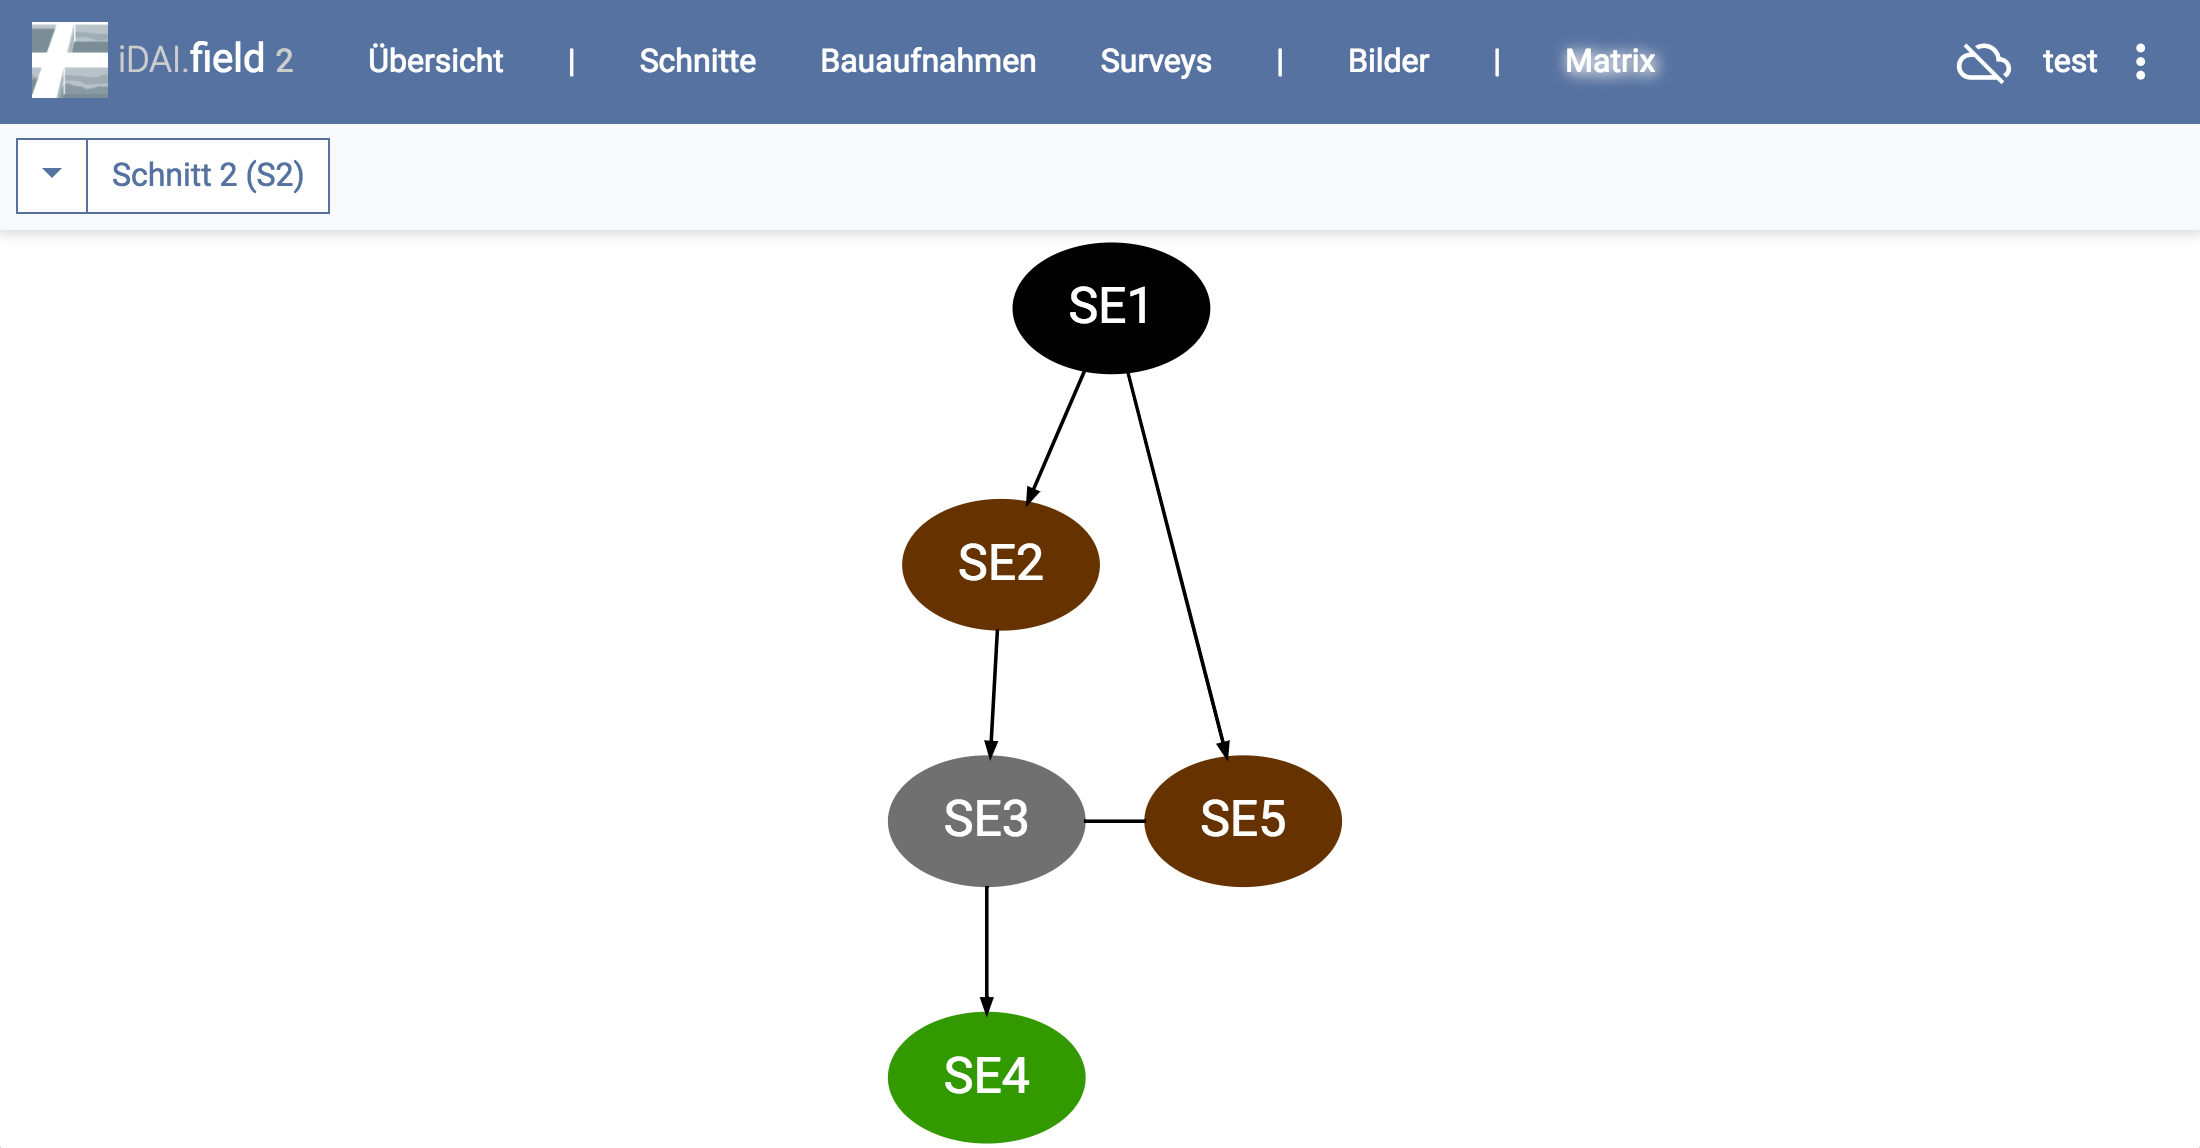 iDAI.field 2 Übersicht | Schnitte Bauaufnahmen Surveys | Bilder | Matrix test
Schnitt 2 (S2)
SE1
SE2
SE3 SE5
SE4